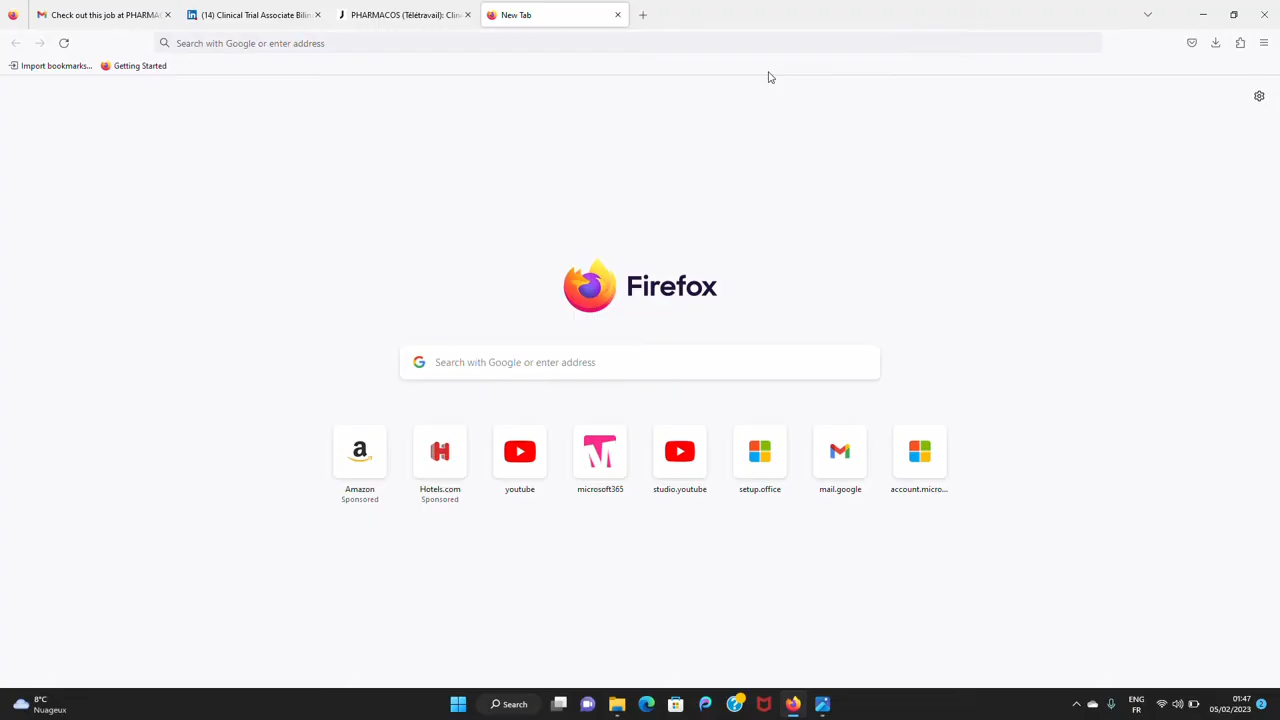 Check out this job at PHARMA
(14) Clinical Trial Associate Bilin
PHARMACOS (Télétravail): Clin
New Tab
Search with Google or enter address
Import bookmarks...
Getting Started
Firefox
Search with Google or enter address
Amazon
Sponsored
Hotels.com
Sponsored
youtube
microsoft365
studio.youtube
setup.office
mail.google
account.micro...
8°C
Nuageux
Search
ENG
FR
01:47
05/02/2023
2